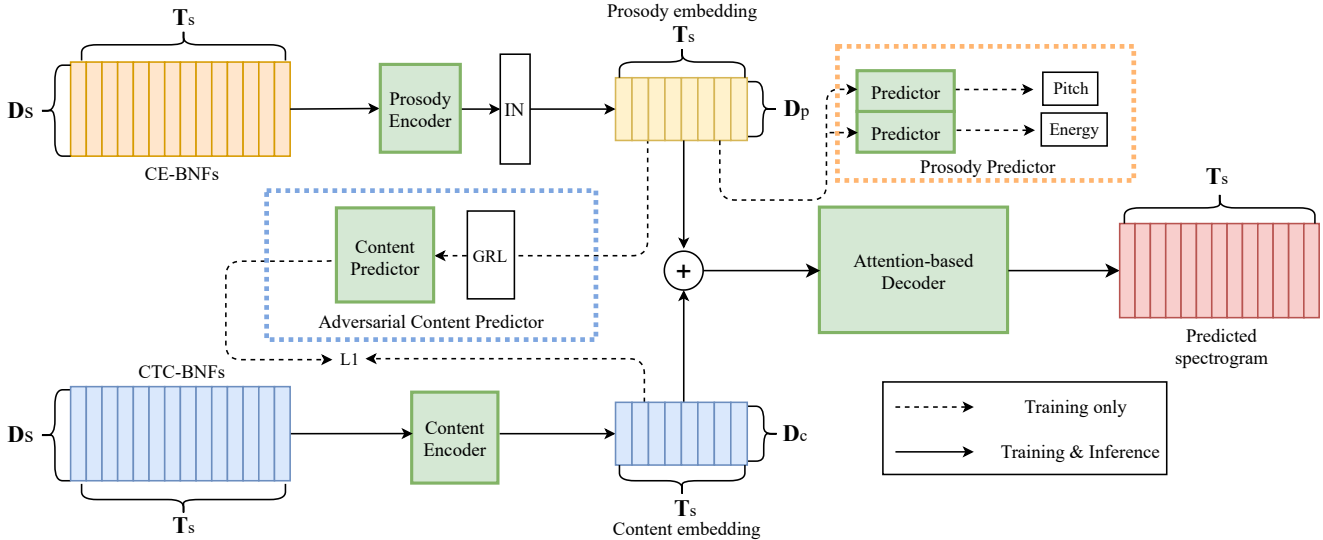 Prosody embedding
Ts
Ts
Ds
Prosody
Encoder
IN
Dp
Predictor
Pitch
Predictor
Energy
Prosody Predictor
CE-BNFs
Ts
Content
Predictor
GRL
Adversarial Content Predictor
+
Attention-based
Decoder
Predicted
spectrogram
L1
CTC-BNFs
Ds
Content
Encoder
Dc
Ts
Ts
Content embedding
Training only
Training & Inference